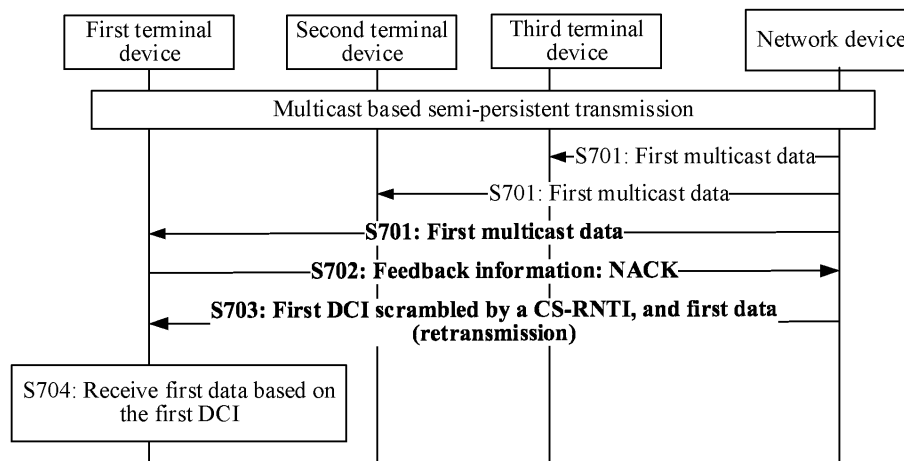 First terminal
device
Second terminal
device
Third terminal
device
Network device
Multicast based semi-persistent transmission
S701: First multicast data
S701: First multicast data
S701: First multicast data
S702: Feedback information: NACK
S703: First DCI scrambled by a CS-RNTI, and first data
(retransmission)
S704: Receive first data based on
the first DCI